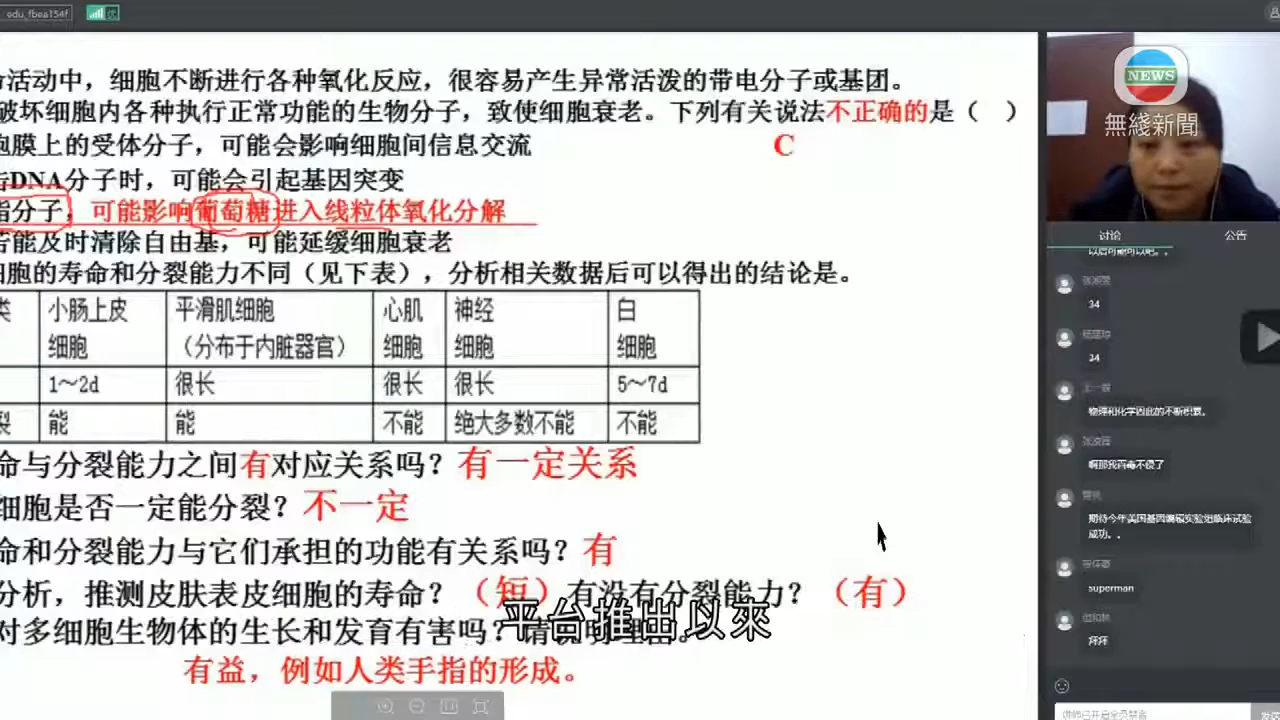 edu_fbea154f
优
命活动中，细胞不断进行各种氧化反应，很容易产生异常活泼的带电分子或基团。
破坏细胞内各种执行正常功能的生物分子，致使细胞衰老。下列有关说法不正确的是（ ）
胞膜上的受体分子，可能会影响细胞间信息交流
C
击DNA分子时，可能会引起基因突变
脂分子，可能影响葡萄糖进入线粒体氧化分解
若能及时清除自由基，可能延缓细胞衰老
细胞的寿命和分裂能力不同（见下表），分析相关数据后可以得出的结论是。
类 小肠上皮细胞 平滑肌细胞（分布于内脏器官） 心肌细胞 神经细胞 白细胞
1～2d 很长 很长 很长 5～7d
裂 能 能 不能 绝大多数不能 不能
命与分裂能力之间有对应关系吗？有一定关系
细胞是否一定能分裂？不一定
命和分裂能力与它们承担的功能有关系吗？有
分析，推测皮肤表皮细胞的寿命？（短）有没有分裂能力？（有）
对多细胞生物体的生长和发育有害吗？请
有益，例如人类手指的形成。
平台推出以來
NEWS
無綫新聞
讨论
公告
以后可能可以吧。。
34
34
王一
物理和化学因此的不断积累。
啊那我再毒不侵了
期待今年美国基因编辑实验组临床试验
成功。。
superman